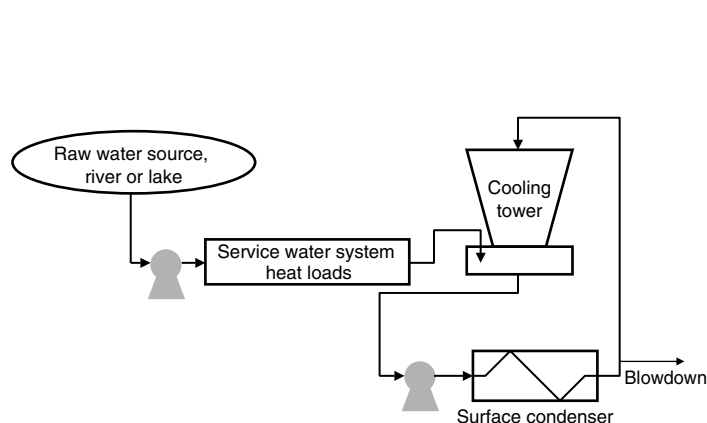 Raw water source,
river or lake
Cooling
tower
Service water system
heat loads
Blowdown
Surface condenser